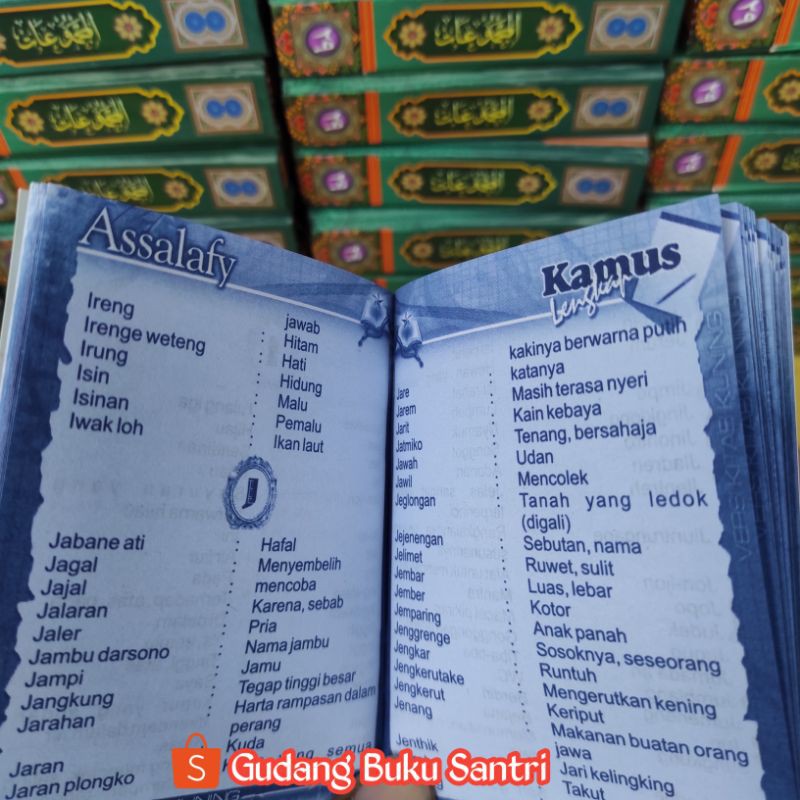 Assalafy
jawab
Ireng : Hitam
Irenge weteng : Hati
Irung : Hidung
Isin : Malu
Isinan : Pemalu
Iwak loh : Ikan laut
J
Jabane ati : Hafal
Jagal : Menyembelih
Jajal : mencoba
Jalaran : Karena, sebab
Jaler : Pria
Jambu darsono : Nama jambu
Jampi : Jamu
Jangkung : Tegap tinggi besar
Jarahan : Harta rampasan dalam
perang
Jaran : Kuda
Jaran plongko : semua
Kamus
Lengkap
kakinya berwarna putih
Jare : katanya
Jarem : Masih terasa nyeri
Jarit : Kain kebaya
Jatmiko : Tenang, bersahaja
Jawah : Udan
Jawil : Mencolek
Jeglongan : Tanah yang ledok
(digali)
Jejenengan : Sebutan, nama
Jelimet : Ruwet, sulit
Jembar : Luas, lebar
Jember : Kotor
Jemparing : Anak panah
Jenggrenge : Sosoknya, seseorang
Jengkar : Runtuh
Jengkerutake : Mengerutkan kening
Jengkerut : Keriput
Jenang : Makanan buatan orang
jawa
Jenthik : Jari kelingking
Takut
VERSI KITAB KUNING
S Gudang Buku Santri